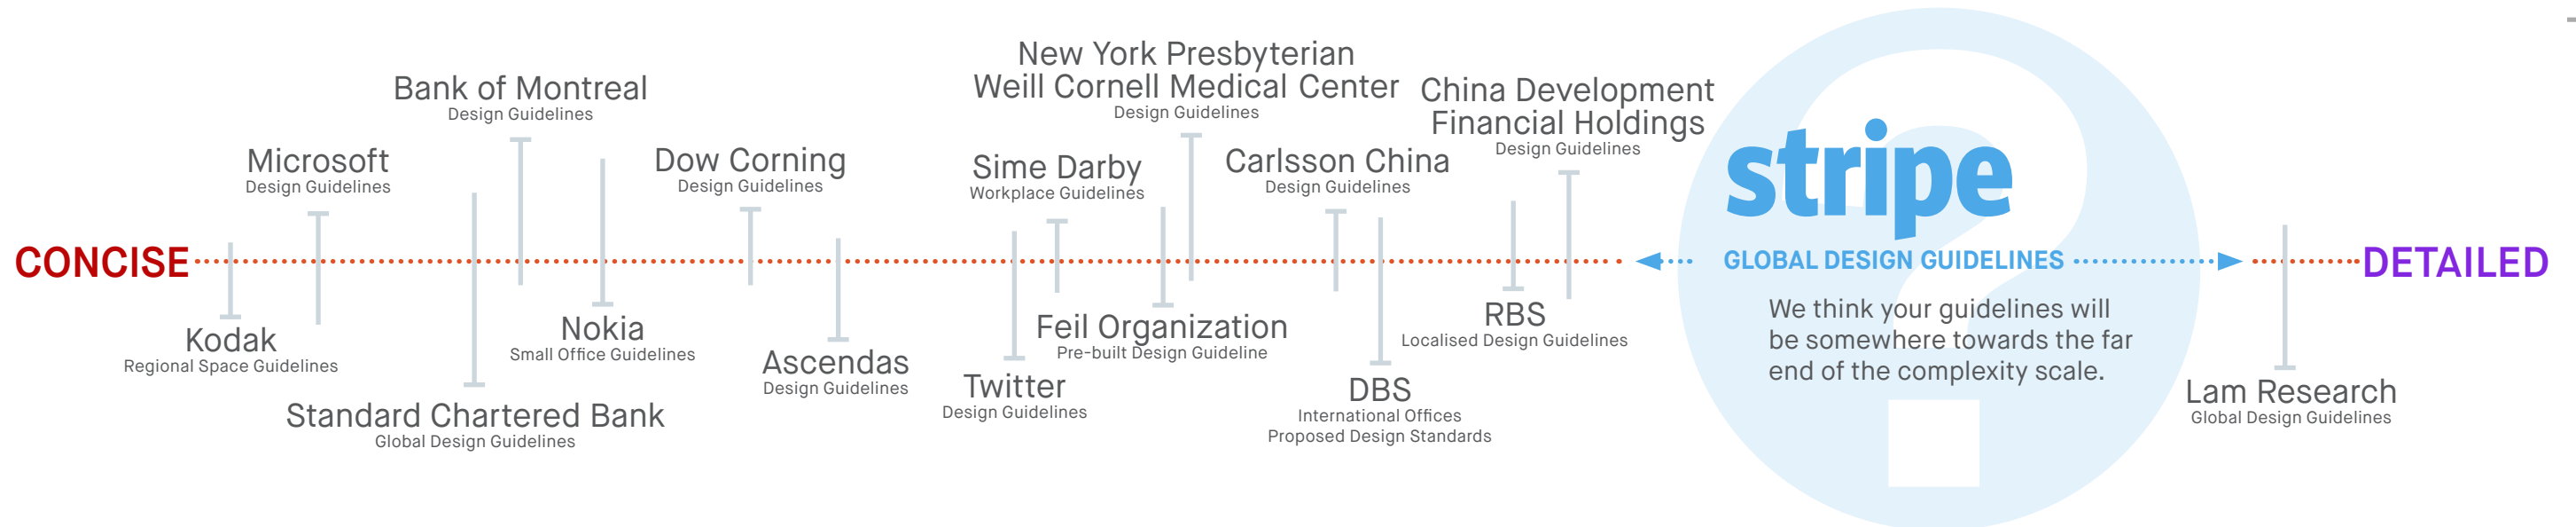 CONCISE
Kodak
Regional Space Guidelines
Microsoft
Design Guidelines
Standard Chartered Bank
Global Design Guidelines
Bank of Montreal
Design Guidelines
Nokia
Small Office Guidelines
Dow Corning
Design Guidelines
Ascendas
Design Guidelines
Twitter
Design Guidelines
Sime Darby
Workplace Guidelines
Feil Organization
Pre-built Design Guideline
New York Presbyterian
Weill Cornell Medical Center
Design Guidelines
Carlsson China
Design Guidelines
DBS
International Offices
Proposed Design Standards
RBS
Localised Design Guidelines
China Development
Financial Holdings
Design Guidelines
?
stripe
GLOBAL DESIGN GUIDELINES
We think your guidelines will
be somewhere towards the far
end of the complexity scale.
Lam Research
Global Design Guidelines
DETAILED